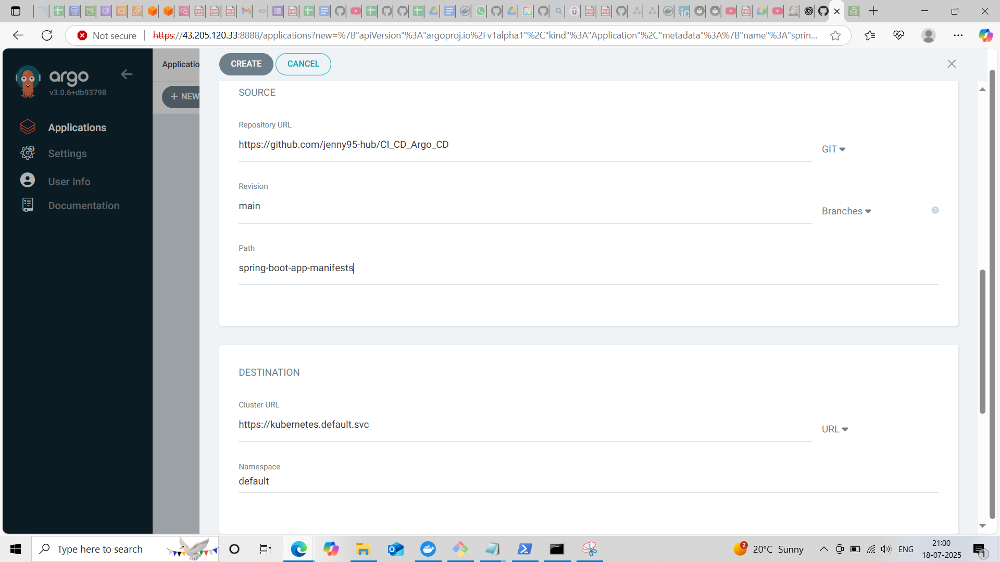 Not secure
https://43.205.120.33:8888/applications?new=%7B"apiVersion"%3A"argoproj.io%2Fv1alpha1"%2C"kind"%3A"Application"%2C"metadata"%3A%7B"name"%3A"sprin...
argo
v3.0.6+db93798
Applications
Settings
User Info
Documentation
Applicatio
+ NEW
CREATE
CANCEL
SOURCE
Repository URL
https://github.com/jenny95-hub/CI_CD_Argo_CD
GIT
Revision
main
Branches
?
Path
spring-boot-app-manifests
DESTINATION
Cluster URL
https://kubernetes.default.svc
URL
Namespace
default
Type here to search
2
20°C Sunny
ENG
21:00
18-07-2025
1